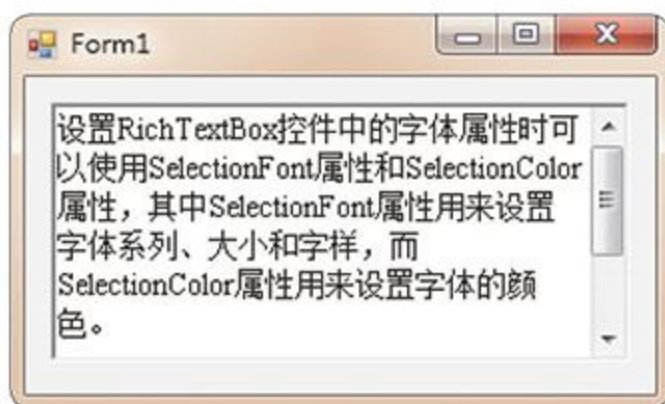 Form1
设置RichTextBox控件中的字体属性时可
以使用SelectionFont属性和SelectionColor
属性，其中SelectionFont属性用来设置
字体系列、大小和字样，而
SelectionColor属性用来设置字体的颜
色。